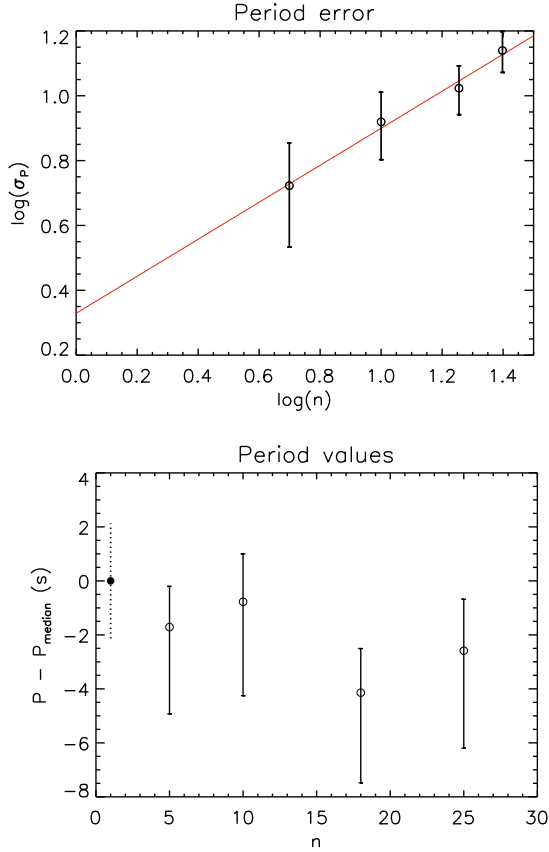 Period error
1.2
1.0
0.8
0.6
0.4
0.2
log(σP)
0.0 0.2 0.4 0.6 0.8 1.0 1.2 1.4
log(n)
Period values
4
2
0
−2
−4
−6
−8
P − Pmedian (s)
0 5 10 15 20 25 30
n